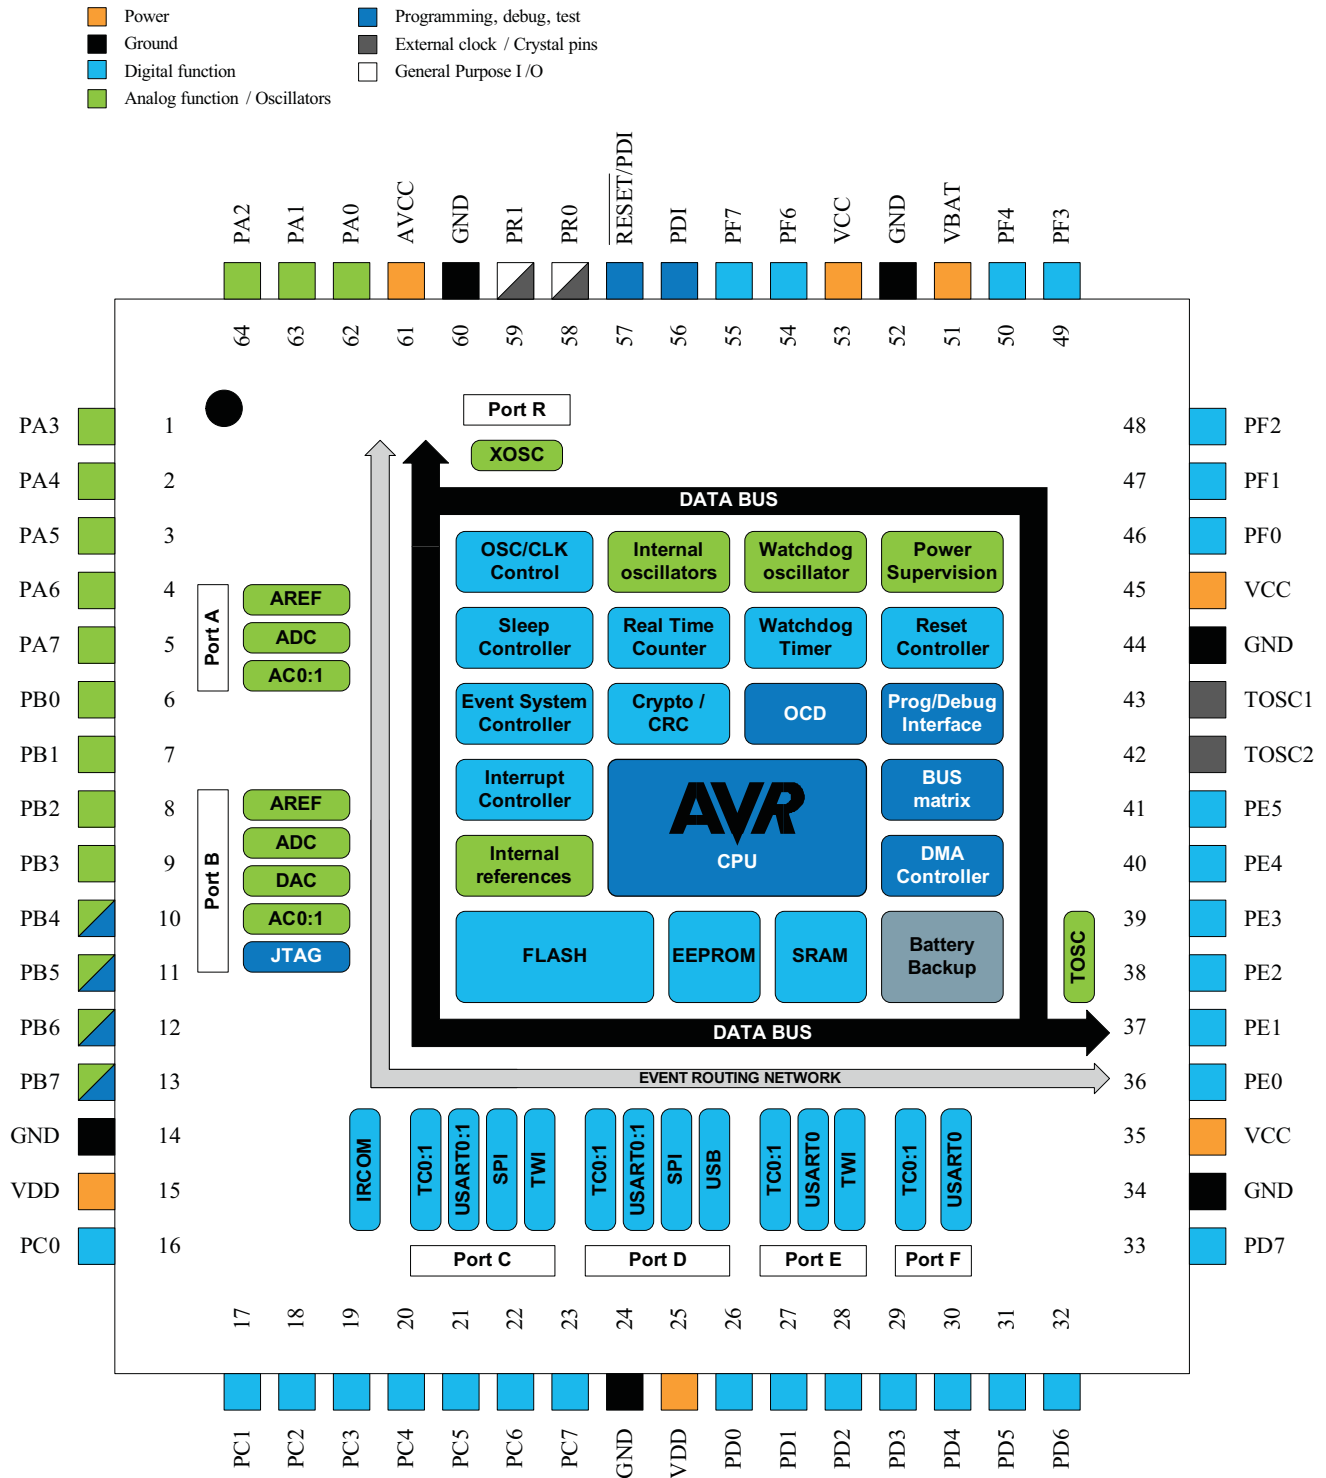 Power
Ground
Digital function
Analog function / Oscillators
Programming, debug, test
External clock / Crystal pins
General Purpose I /O
PA2
PA1
PA0
AVCC
GND
PR1
PR0
RESET/PDI
PDI
PF7
PF6
VCC
GND
VBAT
PF4
PF3
64
63
62
61
60
59
58
57
56
55
54
53
52
51
50
49
PA3 1
PA4 2
PA5 3
PA6 4
PA7 5
PB0 6
PB1 7
PB2 8
PB3 9
PB4 10
PB5 11
PB6 12
PB7 13
GND 14
VDD 15
PC0 16
Port R
XOSC
DATA BUS
OSC/CLK
Control
Internal
oscillators
Watchdog
oscillator
Power
Supervision
Sleep
Controller
Real Time
Counter
Watchdog
Timer
Reset
Controller
Event System
Controller
Crypto /
CRC
OCD
Prog/Debug
Interface
Interrupt
Controller
AVR
CPU
BUS
matrix
Internal
references
DMA
Controller
FLASH
EEPROM
SRAM
Battery
Backup
DATA BUS
EVENT ROUTING NETWORK
Port A
AREF
ADC
AC0:1
Port B
AREF
ADC
DAC
AC0:1
JTAG
TOSC
48 PF2
47 PF1
46 PF0
45 VCC
44 GND
43 TOSC1
42 TOSC2
41 PE5
40 PE4
39 PE3
38 PE2
37 PE1
36 PE0
35 VCC
34 GND
33 PD7
IRCOM
TC0:1
USART0:1
SPI
TWI
TC0:1
USART0:1
SPI
USB
TC0:1
USART0
TWI
TC0:1
USART0
Port C
Port D
Port E
Port F
17
18
19
20
21
22
23
24
25
26
27
28
29
30
31
32
PC1
PC2
PC3
PC4
PC5
PC6
PC7
GND
VDD
PD0
PD1
PD2
PD3
PD4
PD5
PD6